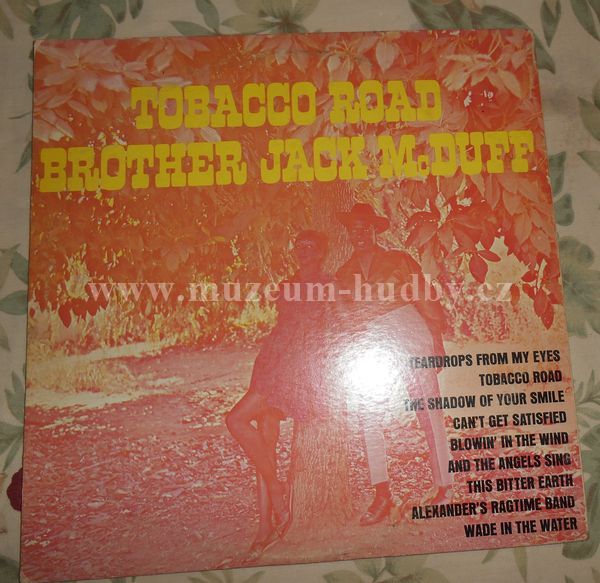 TOBACCO ROAD
BROTHER JACK McDUFF
www.muzeum-hudby.cz
TEARDROPS FROM MY EYES
TOBACCO ROAD
THE SHADOW OF YOUR SMILE
CAN'T GET SATISFIED
BLOWIN' IN THE WIND
AND THE ANGELS SING
THIS BITTER EARTH
ALEXANDER'S RAGTIME BAND
WADE IN THE WATER